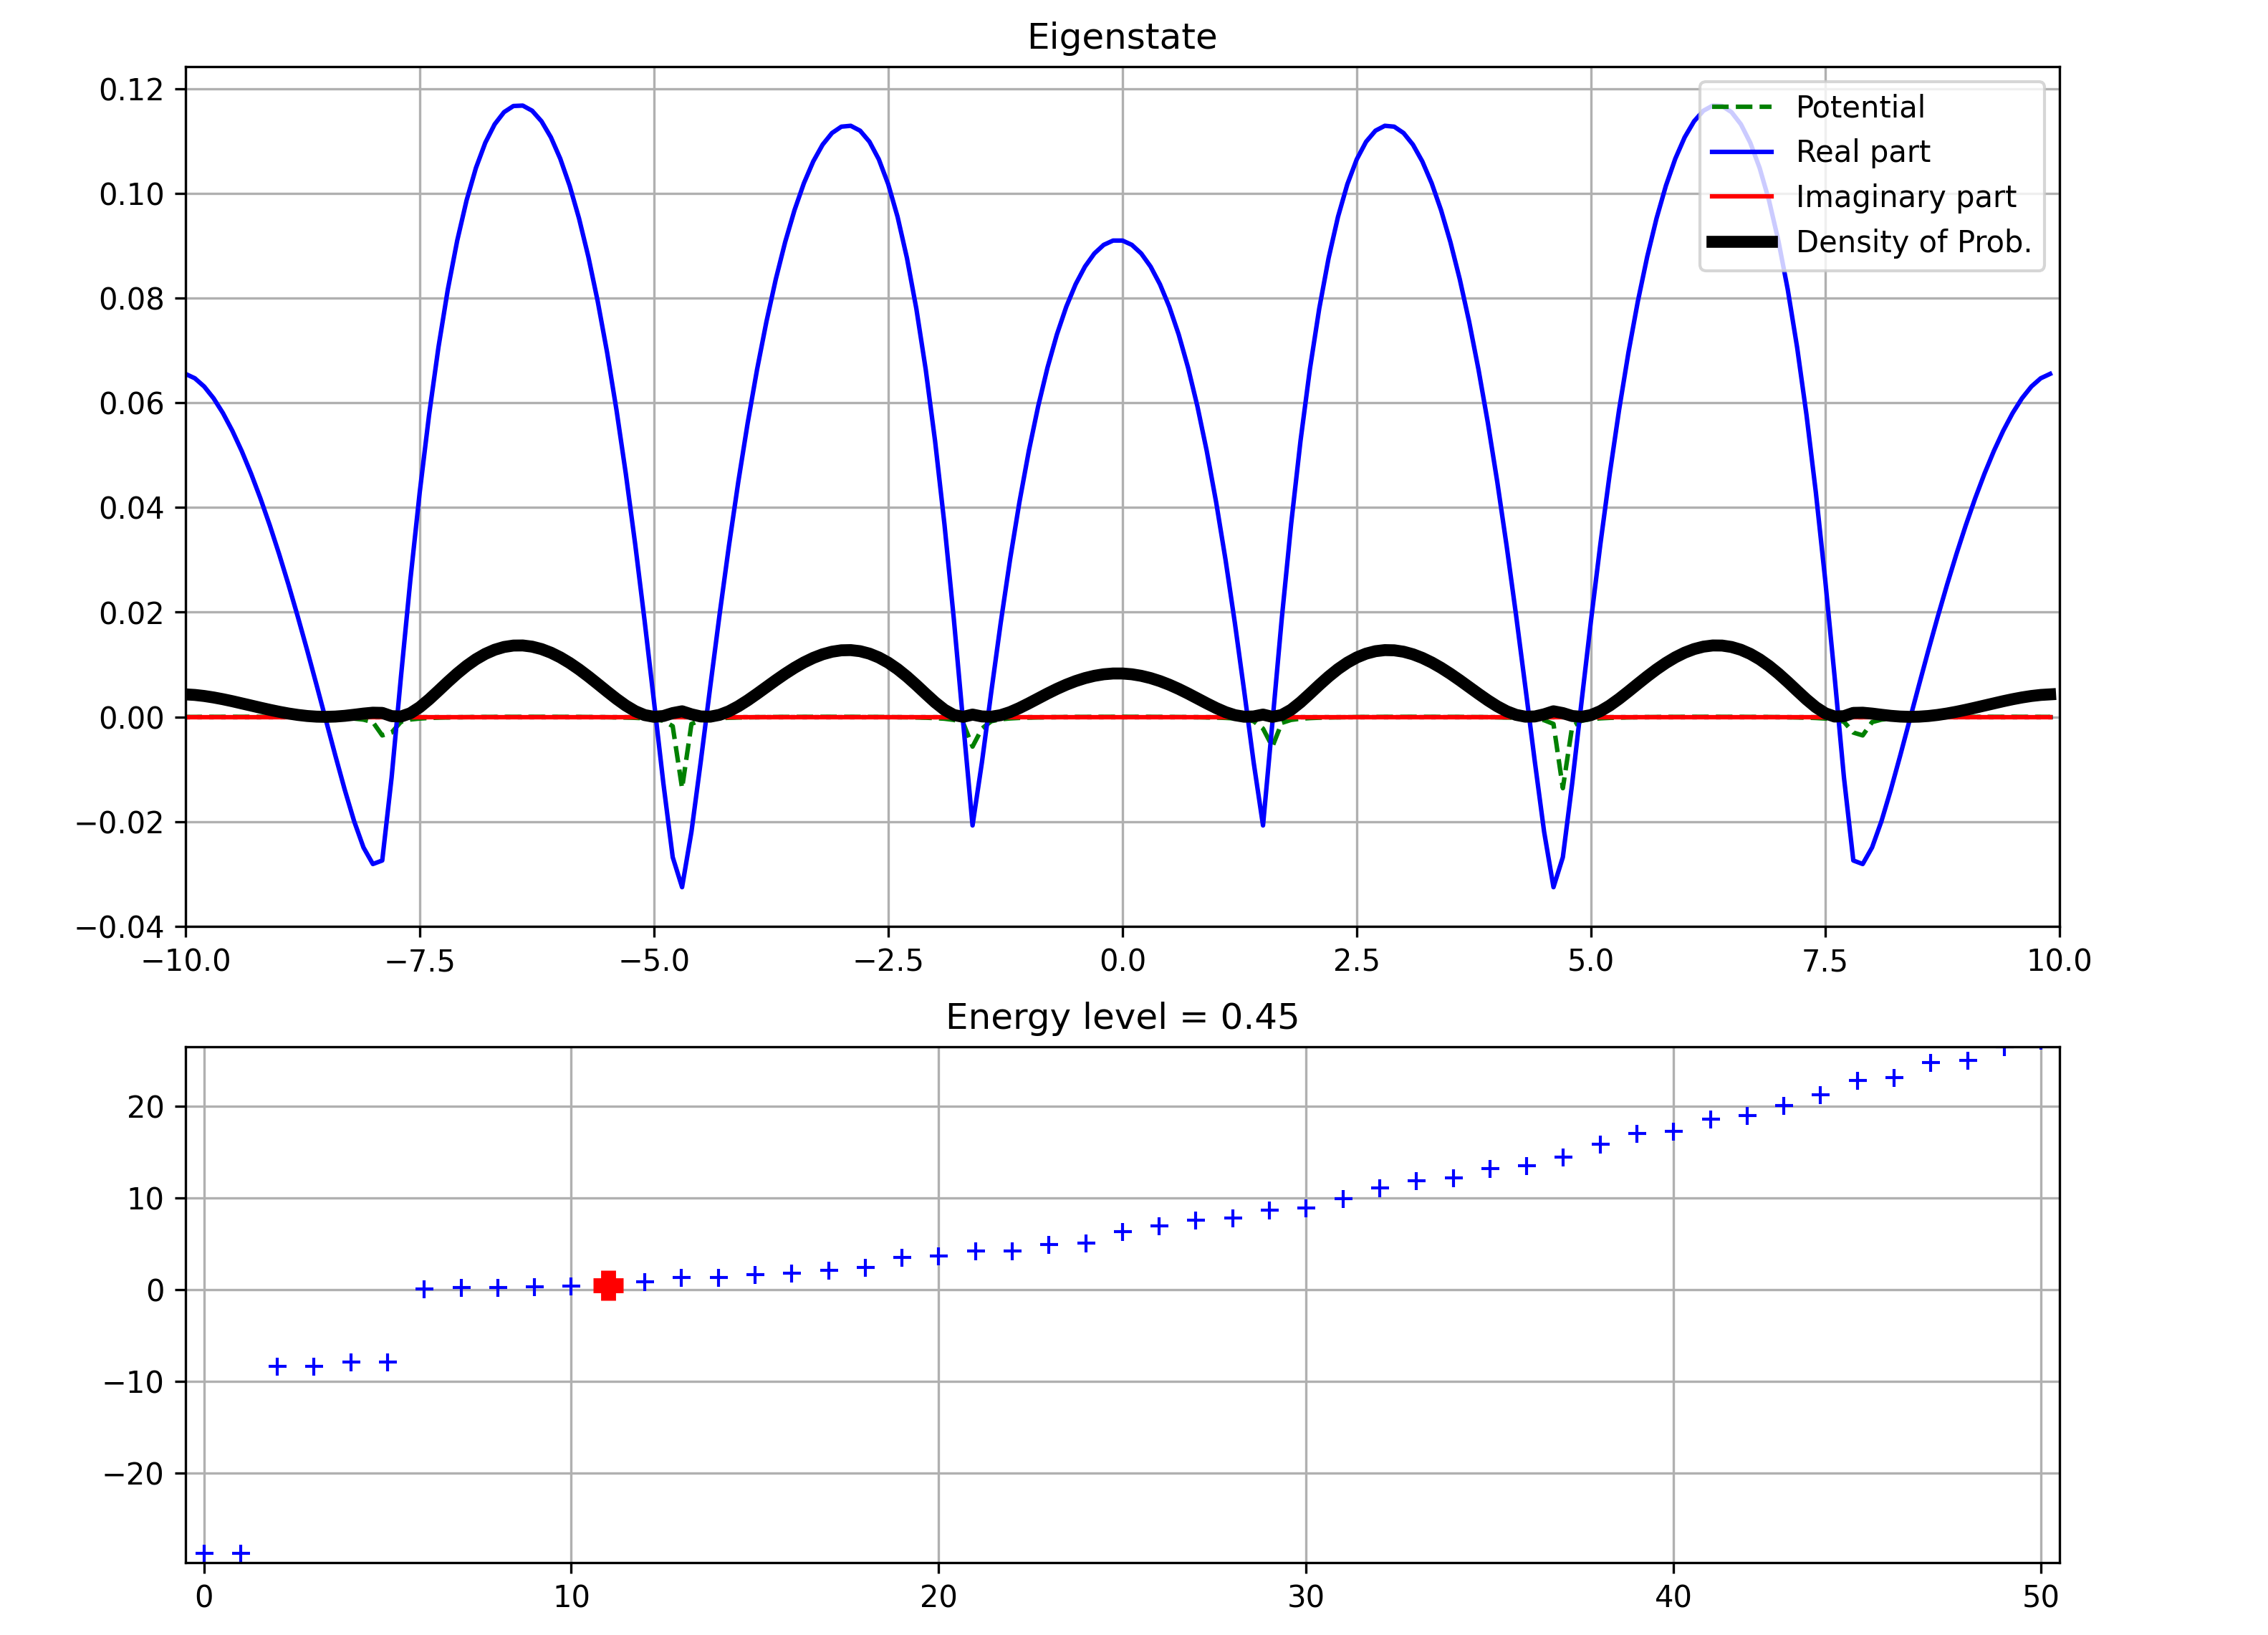 Eigenstate
0.12
0.10
0.08
0.06
0.04
0.02
0.00
−0.02
−0.04
Potential
Real part
Imaginary part
Density of Prob.
−10.0 −7.5 −5.0 −2.5 0.0 2.5 5.0 7.5 10.0
Energy level = 0.45
20
10
0
−10
−20
0 10 20 30 40 50